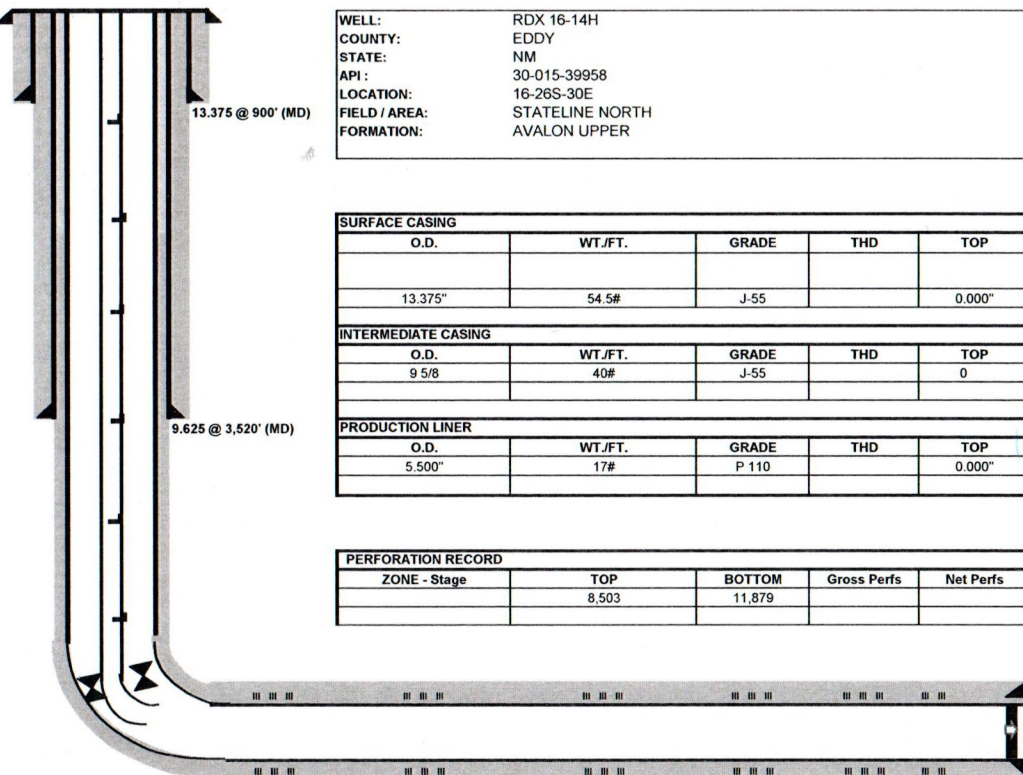 WELL: RDX 16-14H
COUNTY: EDDY
STATE: NM
API : 30-015-39958
LOCATION: 16-26S-30E
FIELD / AREA: STATELINE NORTH
FORMATION: AVALON UPPER
13.375 @ 900' (MD)
SURFACE CASING
O.D. WT./FT. GRADE THD TOP
13.375" 54.5# J-55 0.000"
INTERMEDIATE CASING
O.D. WT./FT. GRADE THD TOP
9 5/8 40# J-55 0
9.625 @ 3,520' (MD)
PRODUCTION LINER
O.D. WT./FT. GRADE THD TOP
5.500" 17# P 110 0.000"
PERFORATION RECORD
ZONE - Stage TOP BOTTOM Gross Perfs Net Perfs
8,503 11,879